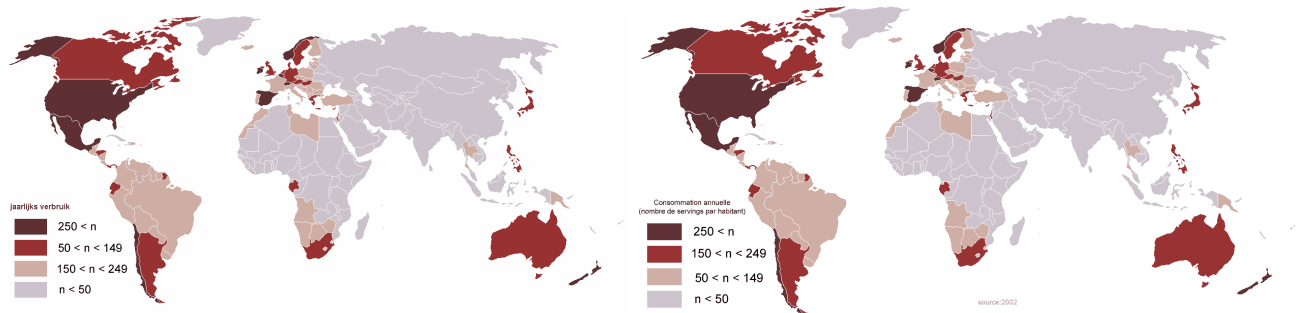 jaarlijks verbruik
250 < n
50 < n < 149
150 < n < 249
n < 50
Consommation annuelle
(nombre de servings par habitant)
250 < n
150 < n < 249
50 < n < 149
n < 50
source:2002